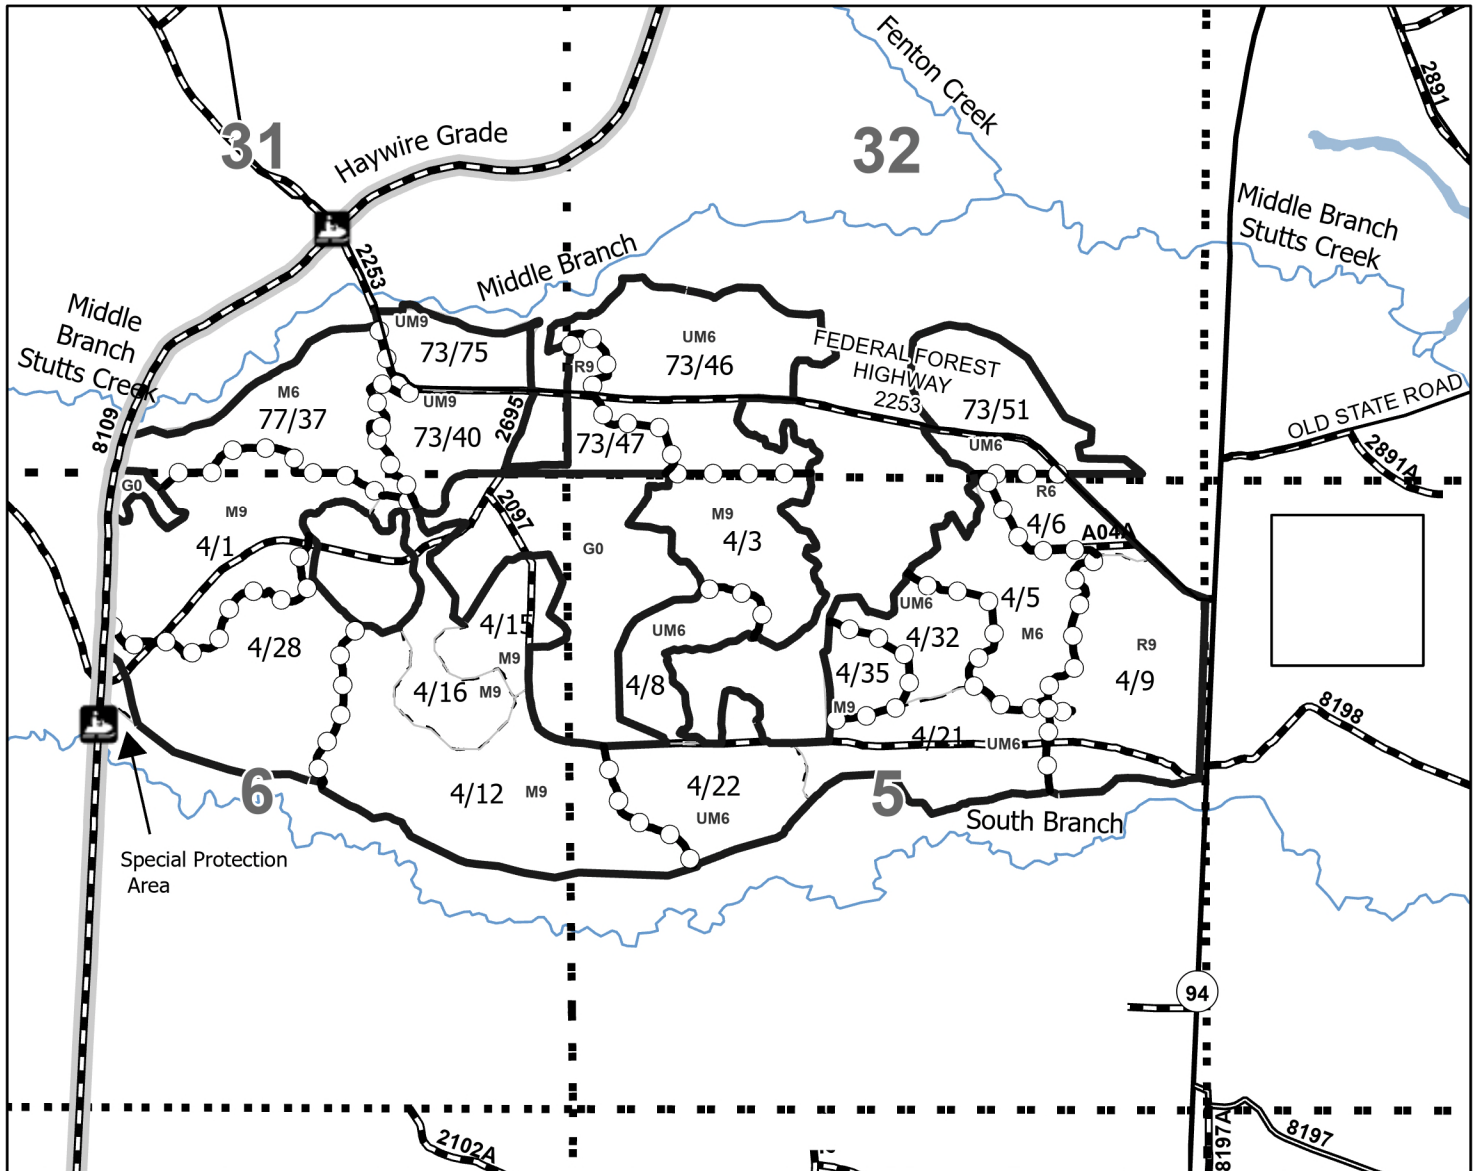 2891
Fenton Creek
31
Haywire Grade
32
Middle Branch
Stutts Creek
2253
Middle Branch
Middle
Branch
Stutts Creek
UM9
73/75
UM6
73/46
R9
FEDERAL FOREST
HIGHWAY
2253
73/51
M6
77/37
UM9
73/40
2695
73/47
UM6
OLD STATE ROAD
2891A
8109
G0
M9
4/1
2097
M9
4/3
G0
R6
4/6
A04A
4/5
M6
UM6
4/32
R9
4/9
4/15
M9
UM6
4/28
4/16
M9
4/8
4/35
M9
4/21
UM6
8198
6
4/12
M9
4/22
UM6
5
South Branch
Special Protection
Area
94
2102A
8197A
8197